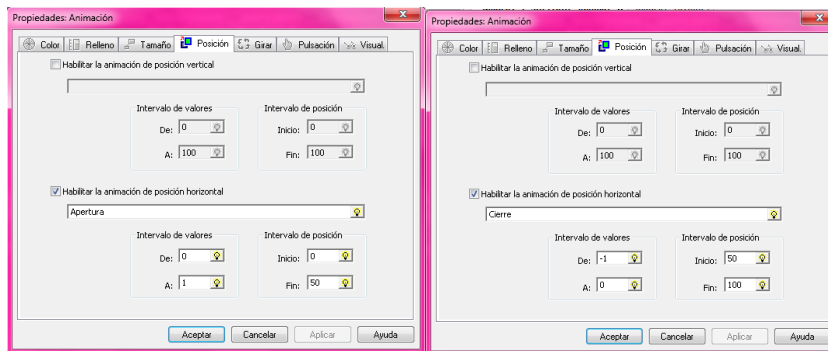 Propiedades: Animación
Color Relleno Tamaño Posición Girar Pulsación Visual.
Habilitar la animación de posición vertical
Intervalo de valores Intervalo de posición
De: 0 Inicio: 0
A: 100 Fin: 100
Habilitar la animación de posición horizontal
Apertura
Intervalo de valores Intervalo de posición
De: 0 Inicio: 0
A: 1 Fin: 50
Aceptar Cancelar Aplicar Ayuda
Propiedades: Animación
Color Relleno Tamaño Posición Girar Pulsación Visual.
Habilitar la animación de posición vertical
Intervalo de valores Intervalo de posición
De: 0 Inicio: 0
A: 100 Fin: 100
Habilitar la animación de posición horizontal
Cierre
Intervalo de valores Intervalo de posición
De: -1 Inicio: 50
A: 0 Fin: 100
Aceptar Cancelar Aplicar Ayuda